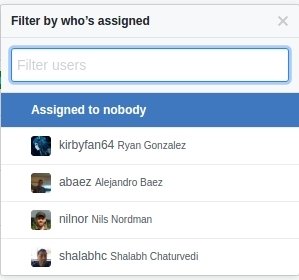 Filter by who's assigned
Filter users
Assigned to nobody
kirbyfan64 Ryan Gonzalez
abaez Alejandro Baez
nilnor Nils Nordman
shalabhc Shalabh Chaturvedi